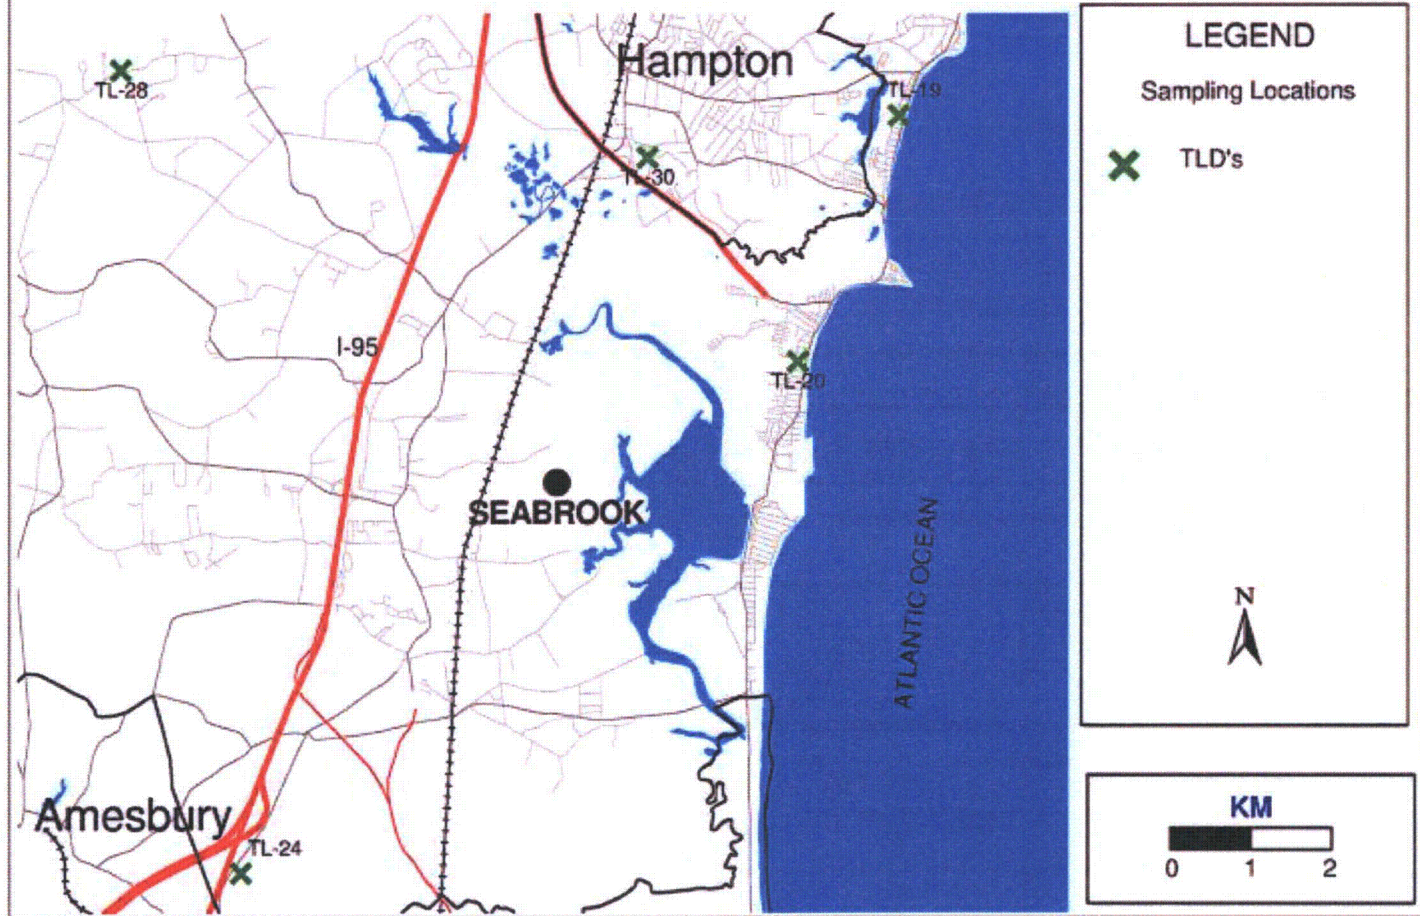 Hampton
TL-28
TL-19
TL-30
I-95
TL-20
SEABROOK
ATLANTIC OCEAN
Amesbury
TL-24
LEGEND
Sampling Locations
TLD's
N
KM
0 1 2